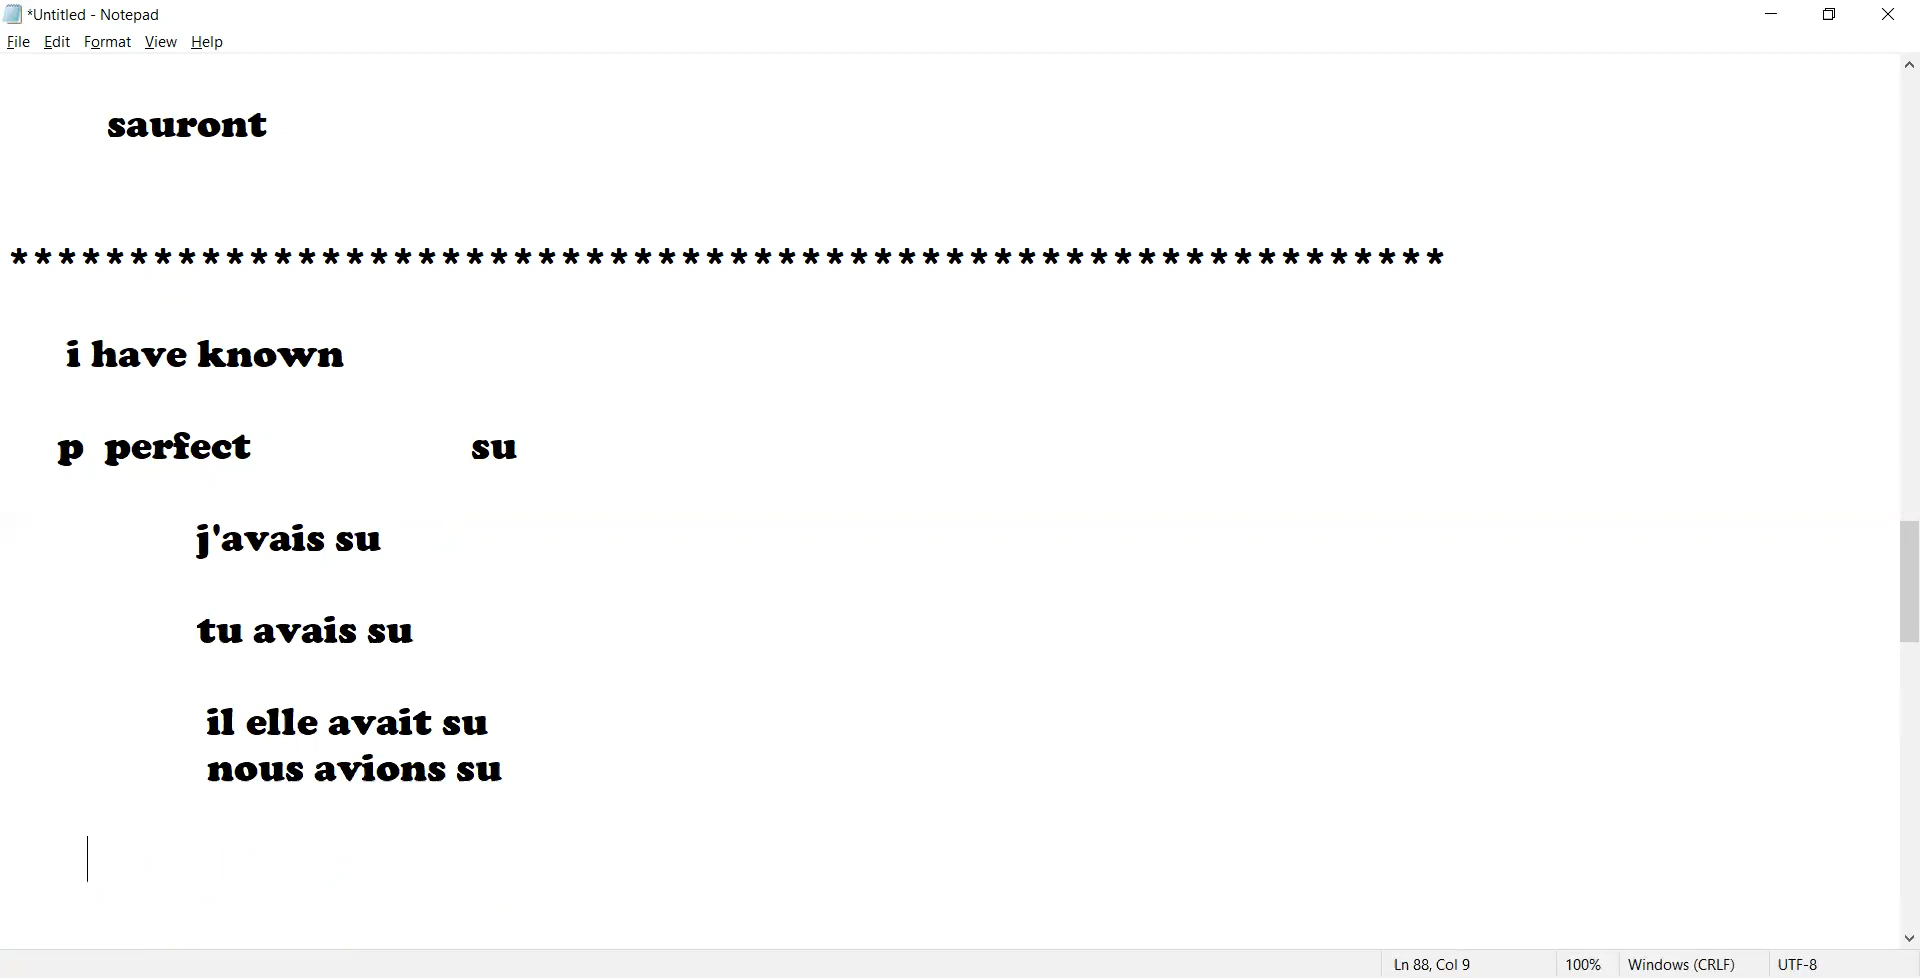 *Untitled - Notepad
File Edit Format View Help
sauront
************************************************************
i have known
p perfect su
j'avais su
tu avais su
il elle avait su
nous avions su
Ln 88, Col 9 100% Windows (CRLF) UTF-8